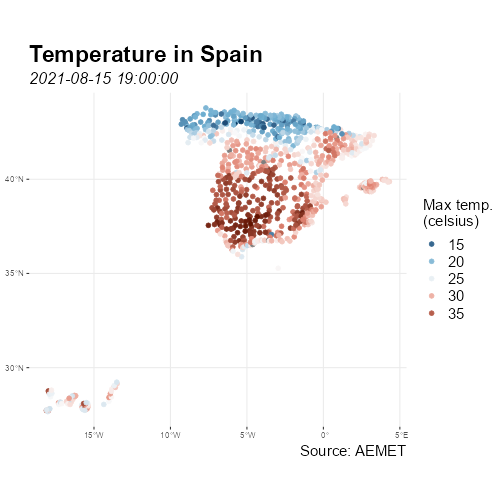 Temperature in Spain
2021-08-15 19:00:00
40°N
35°N
30°N
15°W
10°W
5°W
0°
5°E
Max temp.
(celsius)
15
20
25
30
35
Source: AEMET